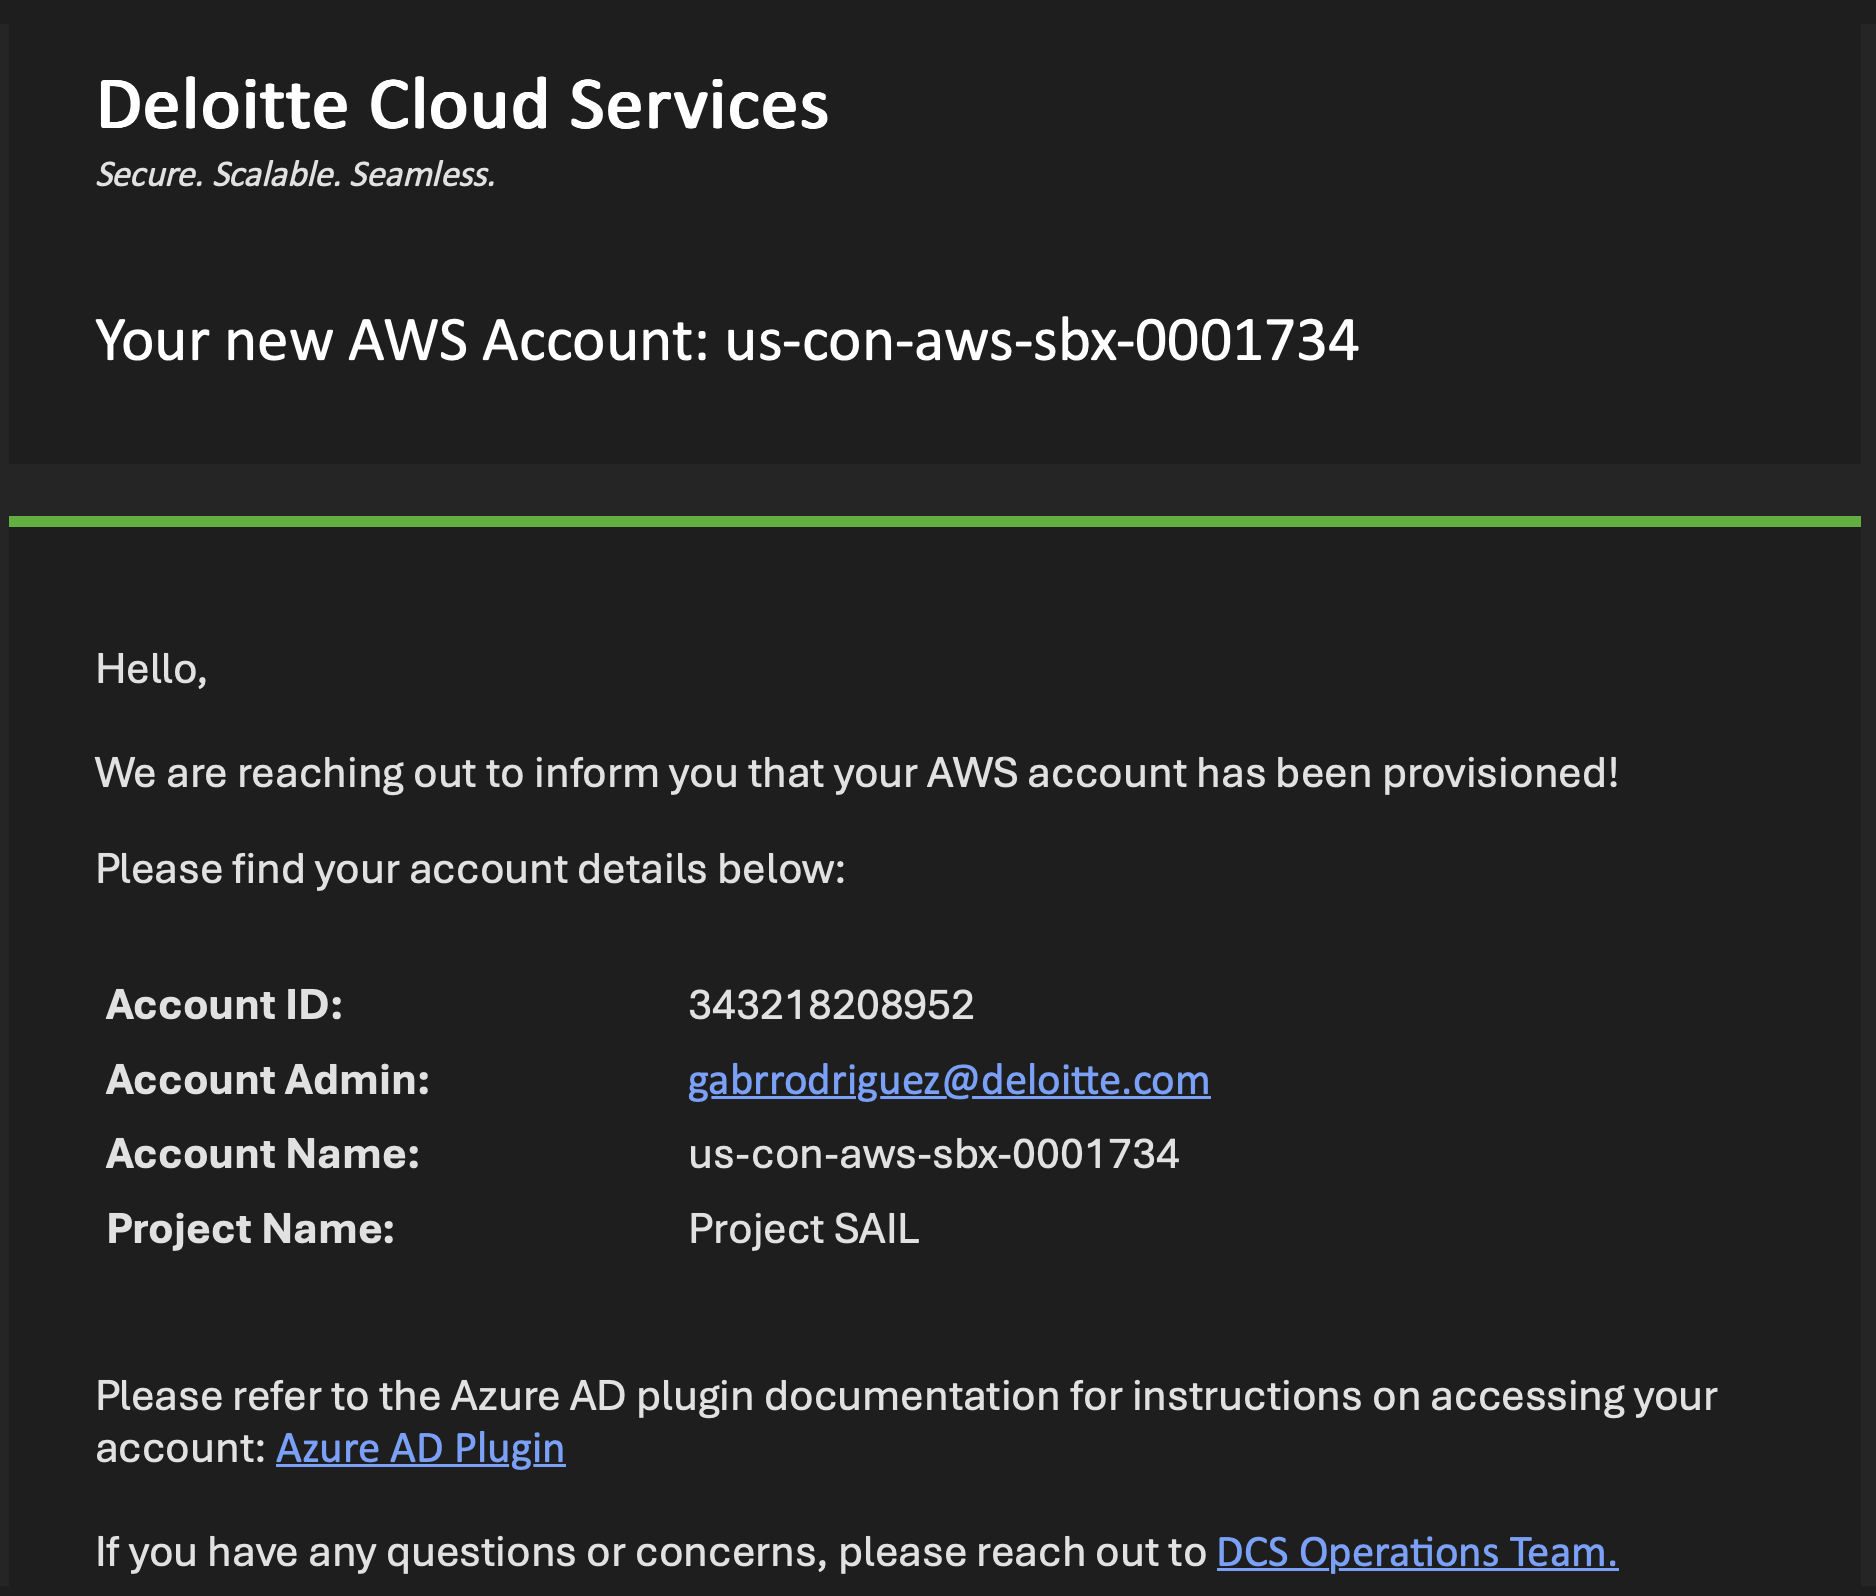 Deloitte Cloud Services
Secure. Scalable. Seamless.
Your new AWS Account: us-con-aws-sbx-0001734
Hello,
We are reaching out to inform you that your AWS account has been provisioned!
Please find your account details below:
Account ID: 343218208952
Account Admin: gabrrodriguez@deloitte.com
Account Name: us-con-aws-sbx-0001734
Project Name: Project SAIL
Please refer to the Azure AD plugin documentation for instructions on accessing your
account: Azure AD Plugin
If you have any questions or concerns, please reach out to DCS Operations Team.